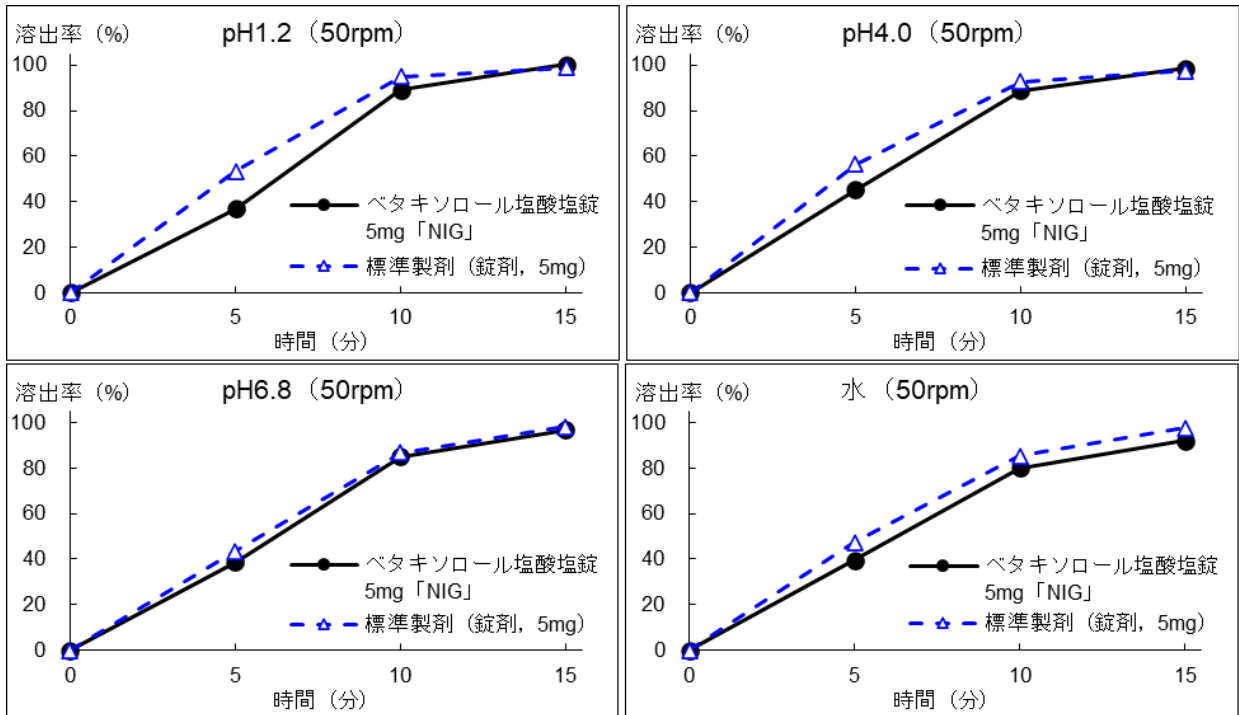 溶出率 (%)
pH1.2（50rpm）
100
80
60
40
20
0
0 5 10 15
時間（分）
ベタキソロール塩酸塩錠
5mg「NIG」
標準製剤（錠剤，5mg）
溶出率 (%)
pH4.0（50rpm）
100
80
60
40
20
0
0 5 10 15
時間（分）
ベタキソロール塩酸塩錠
5mg「NIG」
標準製剤（錠剤，5mg）
溶出率 (%)
pH6.8（50rpm）
100
80
60
40
20
0
0 5 10 15
時間（分）
ベタキソロール塩酸塩錠
5mg「NIG」
標準製剤（錠剤，5mg）
溶出率 (%)
水（50rpm）
100
80
60
40
20
0
0 5 10 15
時間（分）
ベタキソロール塩酸塩錠
5mg「NIG」
標準製剤（錠剤，5mg）